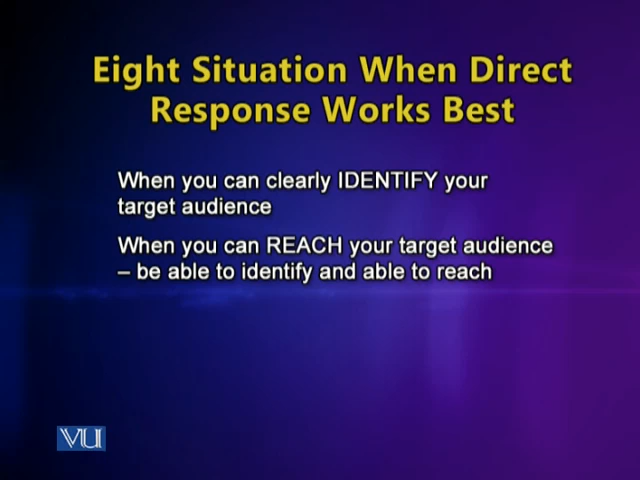 Eight Situation When Direct
Response Works Best
When you can clearly IDENTIFY your
target audience
When you can REACH your target audience
– be able to identify and able to reach
VU